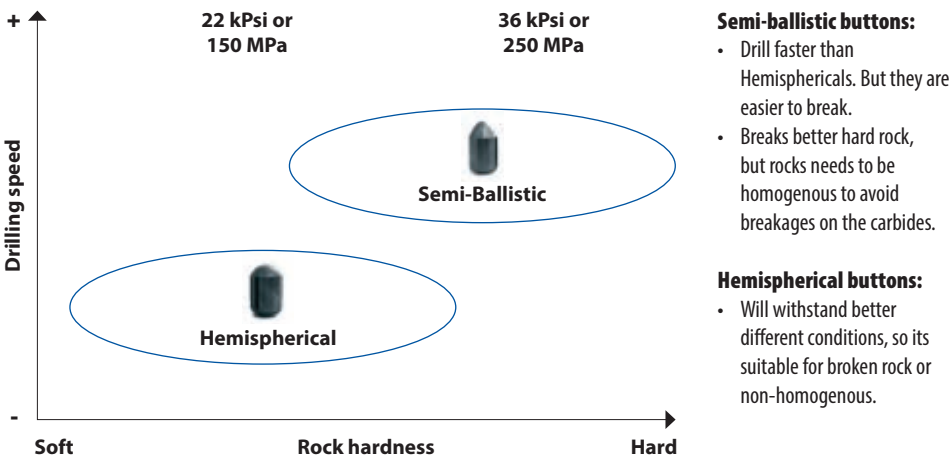 +
22 kPsi or
150 MPa
36 kPsi or
250 MPa
Drilling speed
Semi-Ballistic
Hemispherical
-
Soft
Rock hardness
Hard
Semi-ballistic buttons:
• Drill faster than
Hemisphericals. But they are
easier to break.
• Breaks better hard rock,
but rocks needs to be
homogenous to avoid
breakages on the carbides.
Hemispherical buttons:
• Will withstand better
different conditions, so its
suitable for broken rock or
non-homogenous.